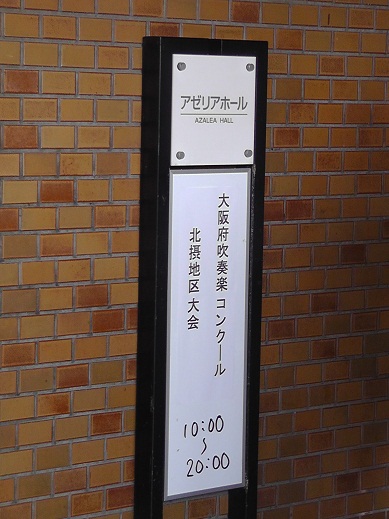 アゼリアホール
AZALEA HALL
大阪府吹奏楽コンクール
北摂地区大会
10:00
〜
20:00